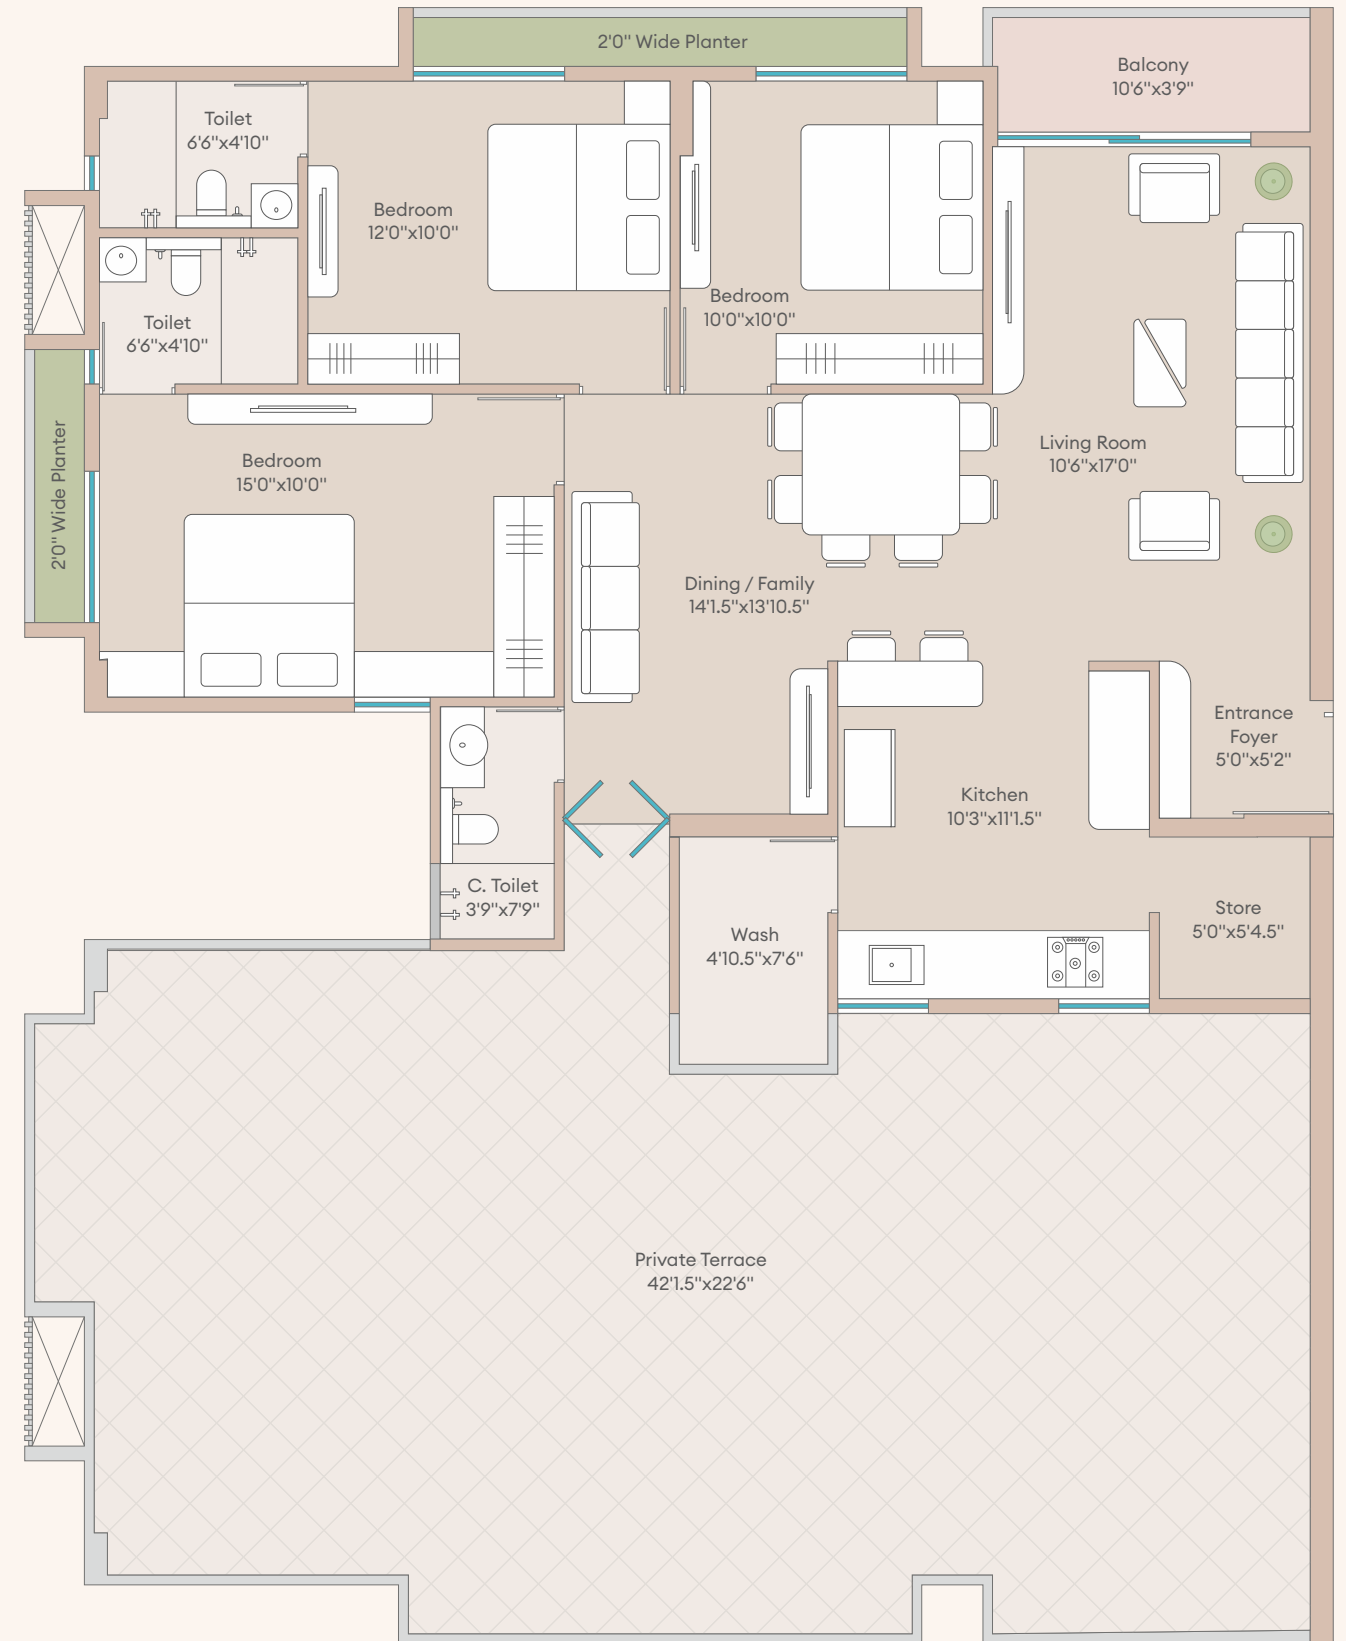 2'0" Wide Planter
Balcony
10'6"x3'9"
Toilet
6'6"x4'10"
Bedroom
12'0"x10'0"
Bedroom
10'0"x10'0"
Toilet
6'6"x4'10"
2'0" Wide Planter
Bedroom
15'0"x10'0"
Living Room
10'6"x17'0"
Dining / Family
14'1.5"x13'10.5"
Entrance
Foyer
5'0"x5'2"
Kitchen
10'3"x11'1.5"
C. Toilet
3'9"x7'9"
Wash
4'10.5"x7'6"
Store
5'0"x5'4.5"
Private Terrace
42'1.5"x22'6"